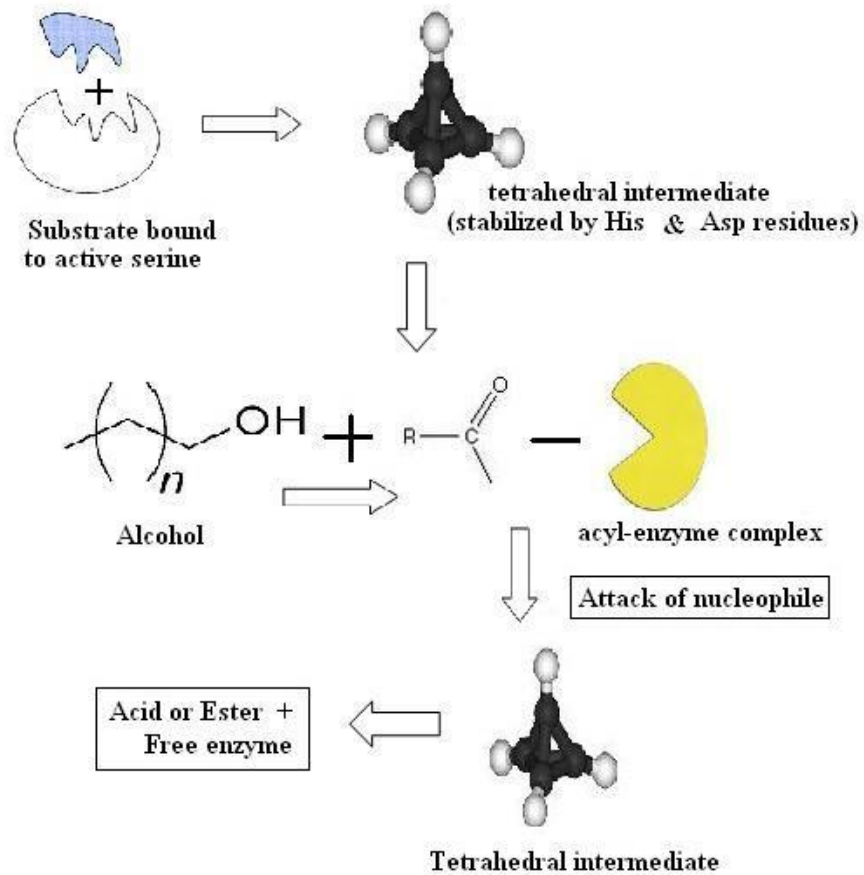 +
Substrate bound
to active serine
tetrahedral intermediate
(stabilized by His & Asp residues)
n
OH
+
R
C
O
Alcohol
acyl-enzyme complex
Attack of nucleophile
Acid or Ester +
Free enzyme
Tetrahedral intermediate